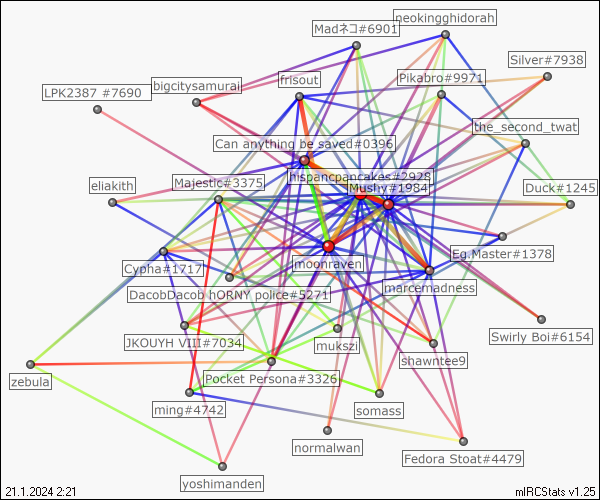 neokingghidorah
Madネコ#6901
Silver#7938
Pikabro#9971
frisout
bigcitysamurai
LPK2387 #7690
the_second_twat
Can anything be saved#0396
hispancpancakes#2928
Majestic#3375
Mushy#1984
eliakith
Duck#1245
Eg.Master#1378
moonraven
Cypha#1717
marcemadness
DacobDacob hORNY police#5271
Swirly Boi#6154
JKOUYH VIII#7034
mukszi
shawntee9
Pocket Persona#3326
zebula
ming#4742
somass
normalwan
Fedora Stoat#4479
yoshimanden
21.1.2024 2:21
mIRCStats v1.25